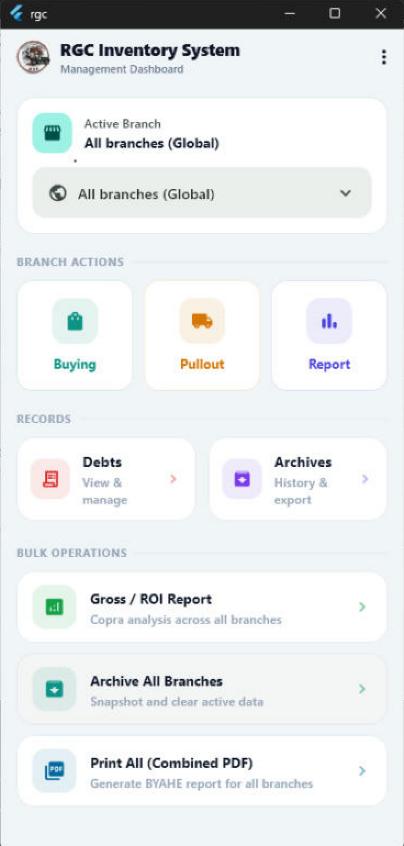 rgc
RGC Inventory System
Management Dashboard
Active Branch
All branches (Global)
All branches (Global)
BRANCH ACTIONS
Buying
Pullout
Report
RECORDS
Debts
View &
manage
Archives
History &
export
BULK OPERATIONS
Gross / ROI Report
Copra analysis across all branches
Archive All Branches
Snapshot and clear active data
PDF
Print All (Combined PDF)
Generate BYAHE report for all branches